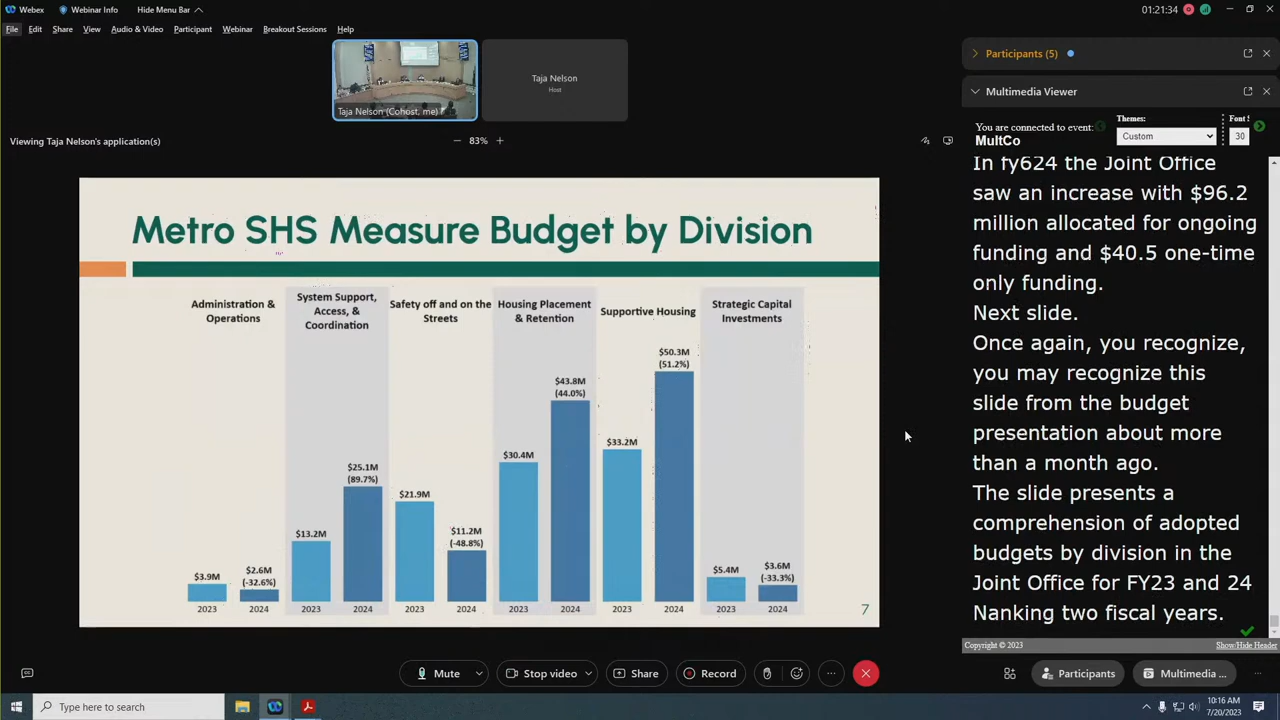 Webex
Webinar Info
Hide Menu Bar
01:21:34
File Edit Share View Audio & Video Participant Webinar Breakout Sessions Help
Taja Nelson (Cohost, me)
Taja Nelson
Host
Viewing Taja Nelson's application(s)
83%
Metro SHS Measure Budget by Division
Administration &
Operations
System Support,
Access, &
Coordination
Safety off and on the
Streets
Housing Placement
& Retention
Supportive Housing
Strategic Capital
Investments
$3.9M
$2.6M
(-32.6%)
$13.2M
$25.1M
(89.7%)
$21.9M
$11.2M
(-48.8%)
$30.4M
$43.8M
(44.0%)
$33.2M
$50.3M
(51.2%)
$5.4M
$3.6M
(-33.3%)
2023 2024 2023 2024 2023 2024 2023 2024 2023 2024 2023 2024
7
Participants (5)
Multimedia Viewer
You are connected to event:
MultCo
Themes:
Custom
Font
30
In fy624 the Joint Office
saw an increase with $96.2
million allocated for ongoing
funding and $40.5 one-time
only funding.
Next slide.
Once again, you recognize,
you may recognize this
slide from the budget
presentation about more
than a month ago.
The slide presents a
comprehension of adopted
budgets by division in the
Joint Office for FY23 and 24
Nanking two fiscal years.
Copyright © 2023
Show/Hide Header
Mute
Stop video
Share
Record
Participants
Multimedia ...
Type here to search
10:16 AM
7/20/2023